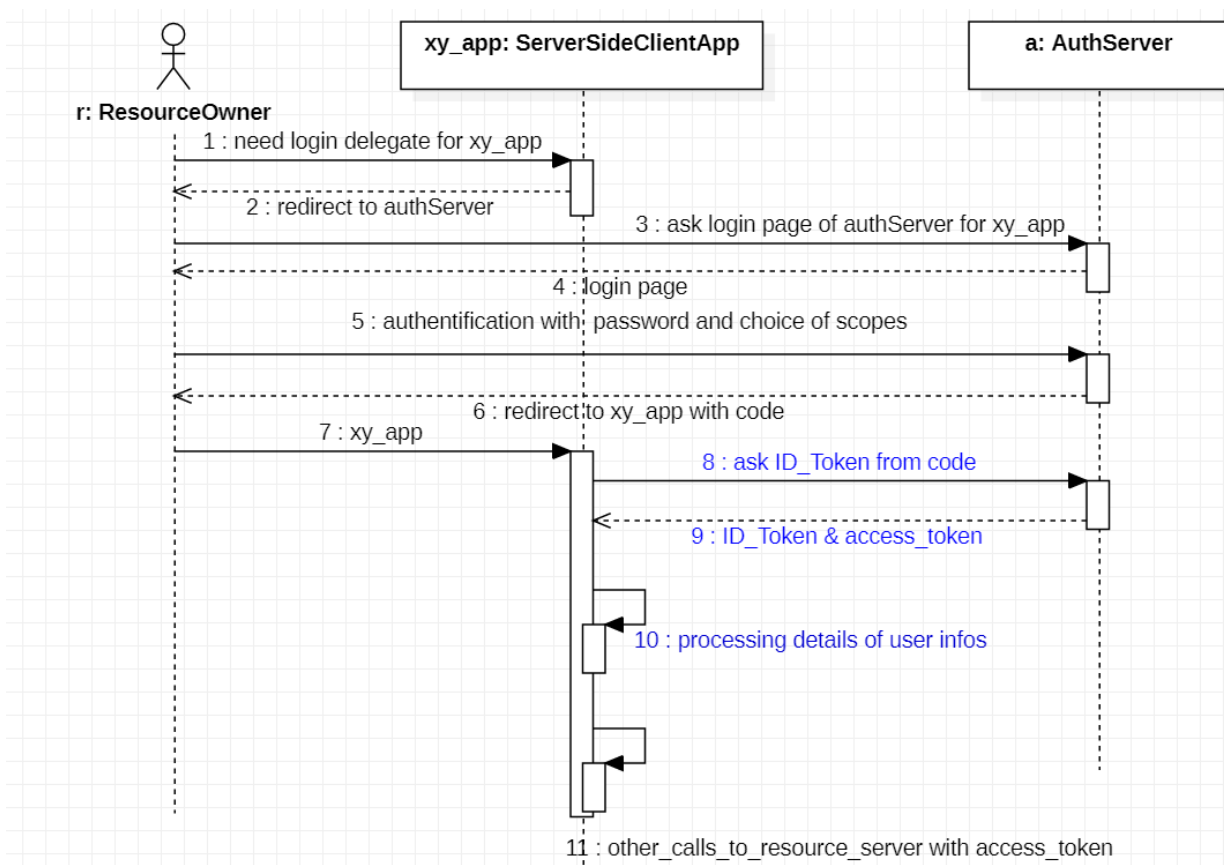 xy_app: ServerSideClientApp
a: AuthServer
r: ResourceOwner
1 : need login delegate for xy_app
2 : redirect to authServer
3 : ask login page of authServer for xy_app
4 : login page
5 : authentification with password and choice of scopes
6 : redirect to xy_app with code
7 : xy_app
8 : ask ID_Token from code
9 : ID_Token & access_token
10 : processing details of user infos
11 : other_calls_to_resource_server with access_token